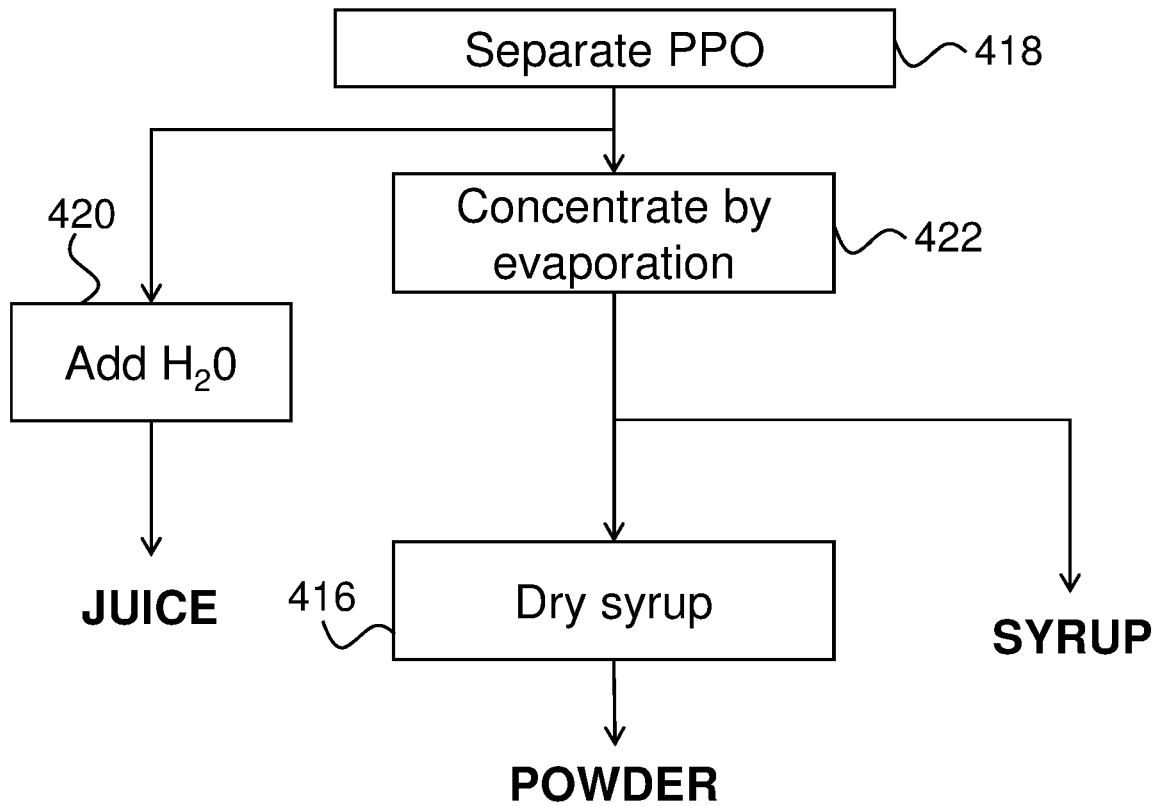 Separate PPO
418
Concentrate by
evaporation
422
420
Add H₂0
Dry syrup
416
JUICE
SYRUP
POWDER